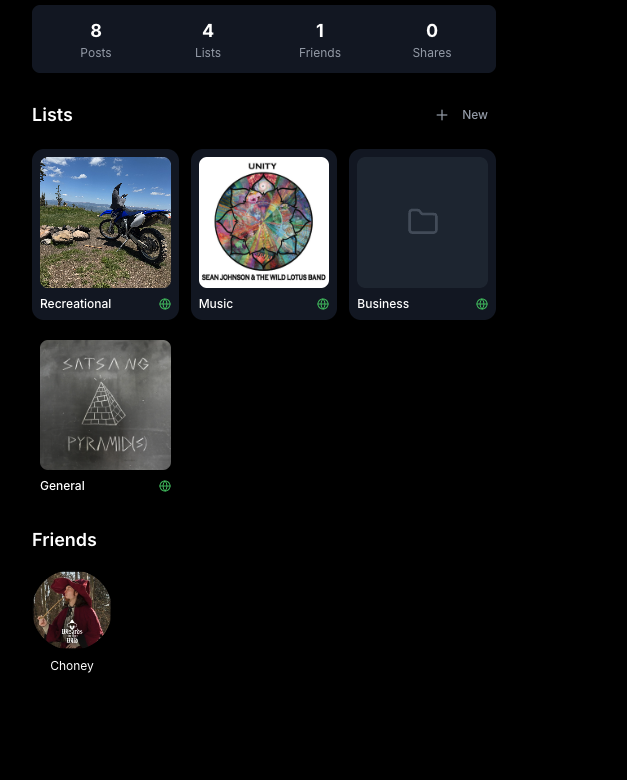 8
Posts
4
Lists
1
Friends
0
Shares
Lists
New
UNITY
SEAN JOHNSON & THE WILD LOTUS BAND
Recreational
Music
Business
SATSANG
PYRAMID(S)
General
Friends
Choney